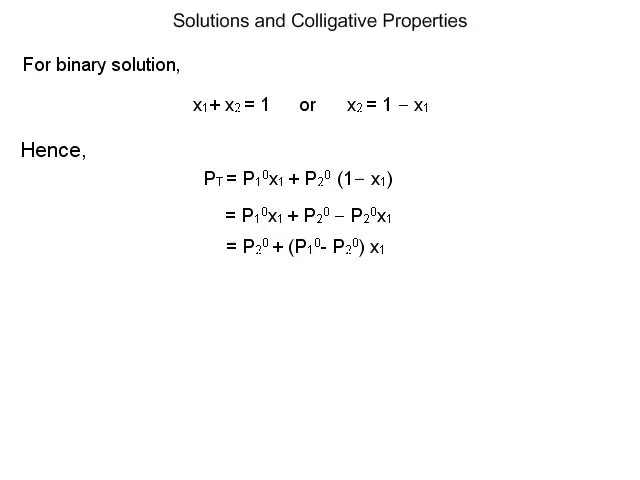 Solutions and Colligative Properties
For binary solution,
x₁ + x₂ = 1 or x₂ = 1 – x₁
Hence,
P_T = P₁⁰x₁ + P₂⁰ (1– x₁)
= P₁⁰x₁ + P₂⁰ – P₂⁰x₁
= P₂⁰ + (P₁⁰- P₂⁰) x₁